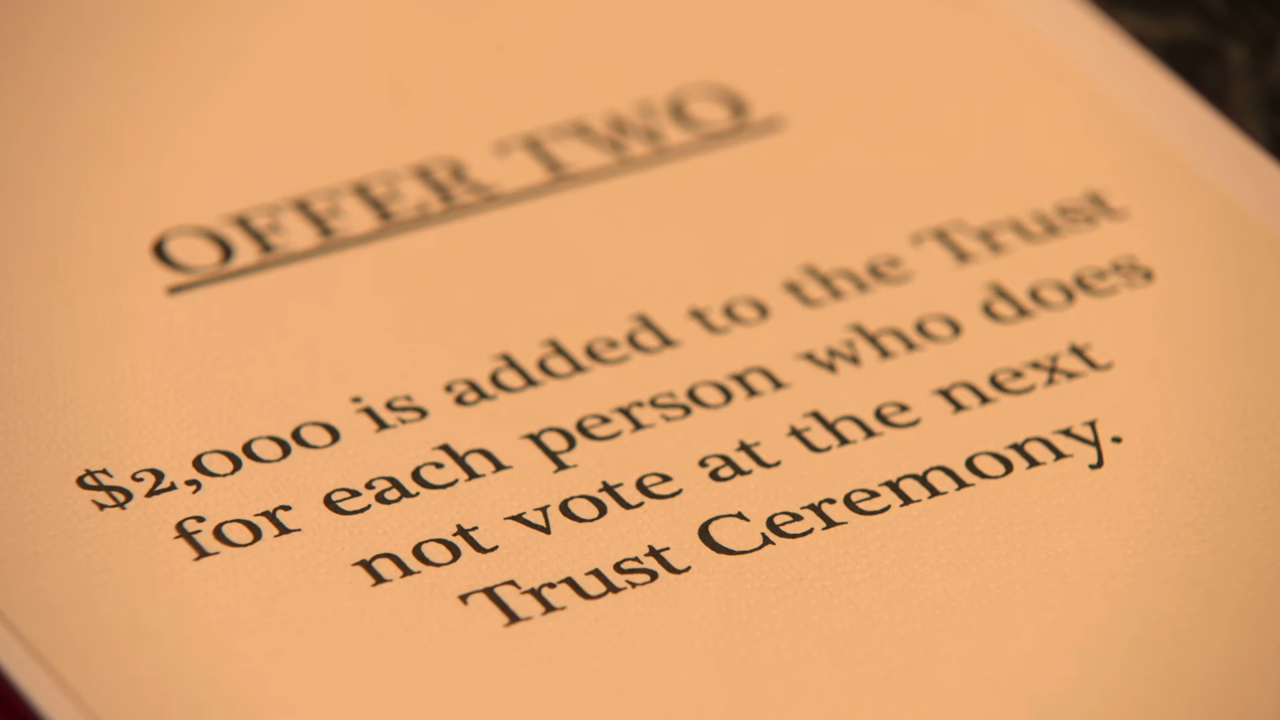 OFFER TWO
$2,000 is added to the Trust
for each person who does
not vote at the next
Trust Ceremony.